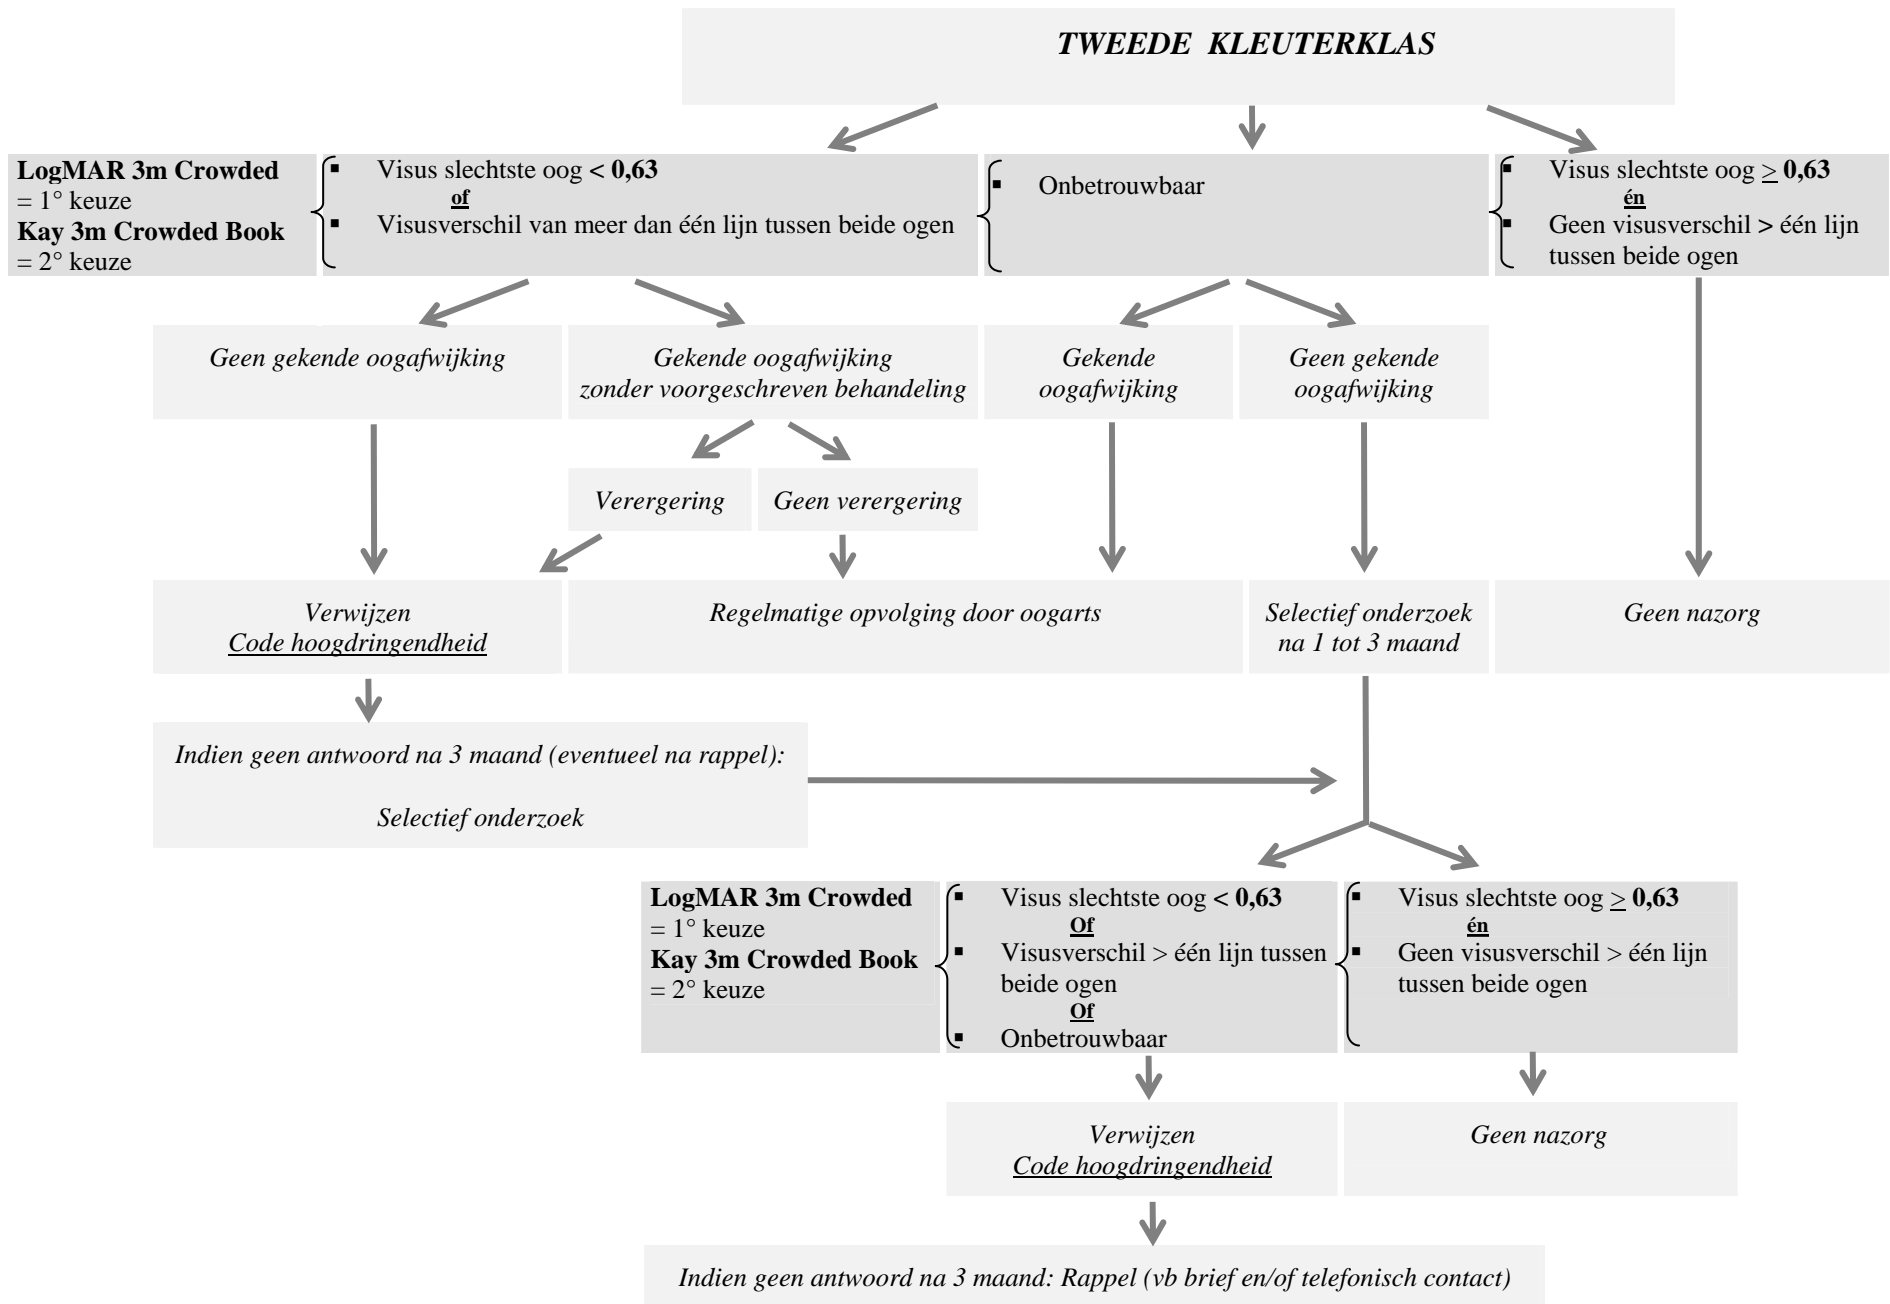 TWEEDE KLEUTERKLAS
LogMAR 3m Crowded
= 1° keuze
Kay 3m Crowded Book
= 2° keuze
▪ Visus slechtste oog < 0,63
of
▪ Visusverschil van meer dan één lijn tussen beide ogen
▪ Onbetrouwbaar
▪ Visus slechtste oog ≥ 0,63
én
▪ Geen visusverschil > één lijn
tussen beide ogen
Geen gekende oogafwijking
Gekende oogafwijking
zonder voorgeschreven behandeling
Gekende
oogafwijking
Geen gekende
oogafwijking
Verergering
Geen verergering
Verwijzen
Code hoogdringendheid
Regelmatige opvolging door oogarts
Selectief onderzoek
na 1 tot 3 maand
Geen nazorg
Indien geen antwoord na 3 maand (eventueel na rappel):
Selectief onderzoek
LogMAR 3m Crowded
= 1° keuze
Kay 3m Crowded Book
= 2° keuze
▪ Visus slechtste oog < 0,63
Of
▪ Visusverschil > één lijn tussen
beide ogen
Of
▪ Onbetrouwbaar
▪ Visus slechtste oog ≥ 0,63
én
▪ Geen visusverschil > één lijn
tussen beide ogen
Verwijzen
Code hoogdringendheid
Geen nazorg
Indien geen antwoord na 3 maand: Rappel (vb brief en/of telefonisch contact)